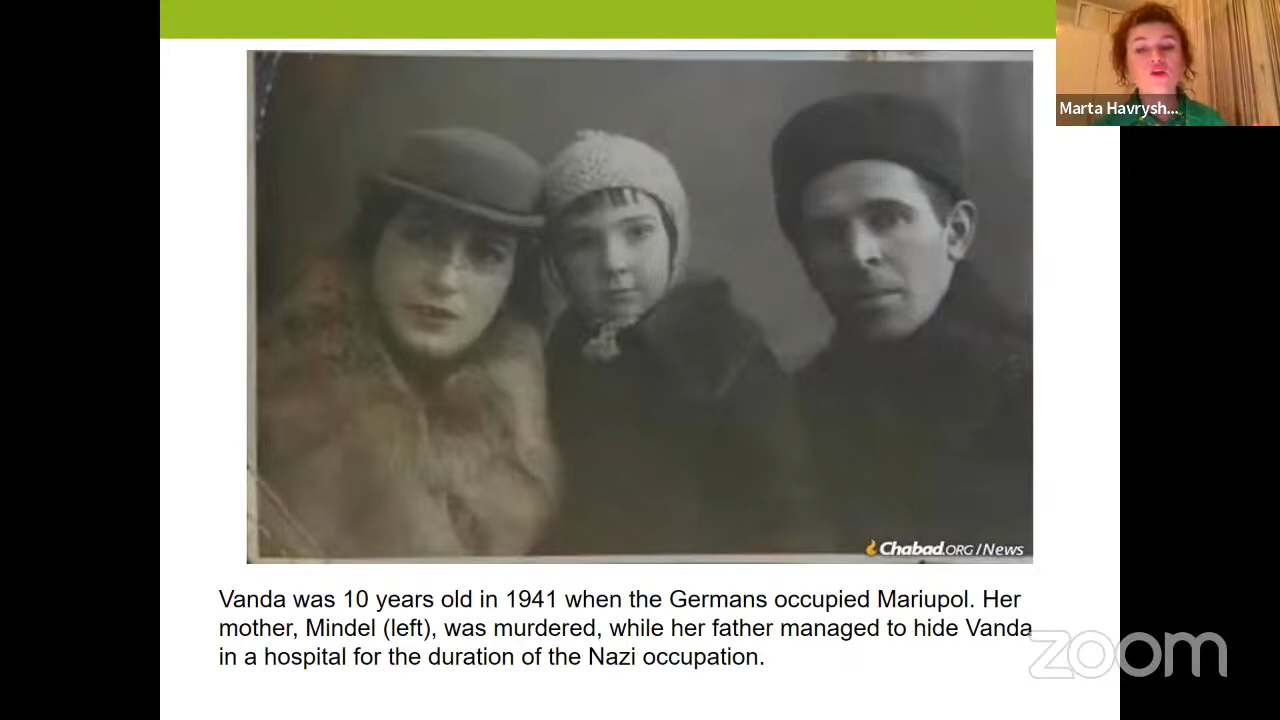 Marta Havrysh...
Chabad.ORG/News
Vanda was 10 years old in 1941 when the Germans occupied Mariupol. Her
mother, Mindel (left), was murdered, while her father managed to hide Vanda
in a hospital for the duration of the Nazi occupation.
zoom